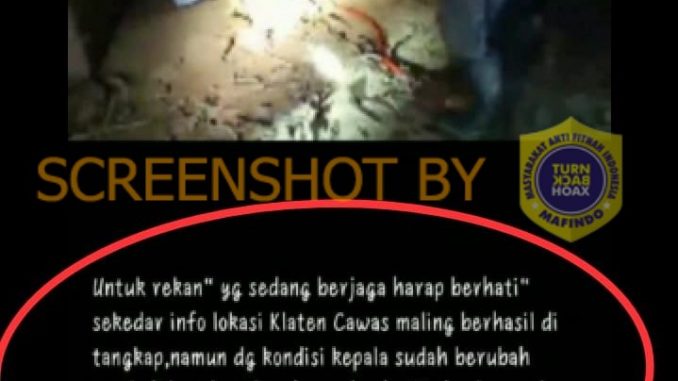 SCREENSHOT BY
MASYARAKAT ANTI FITNAH INDONESIA
TURN
BACK
HOAX
MAFINDO
Untuk rekan" yg sedang berjaga harap berhati"
sekedar info lokasi Klaten Cawas maling berhasil di
tangkap,namun dg kondisi kepala sudah berubah